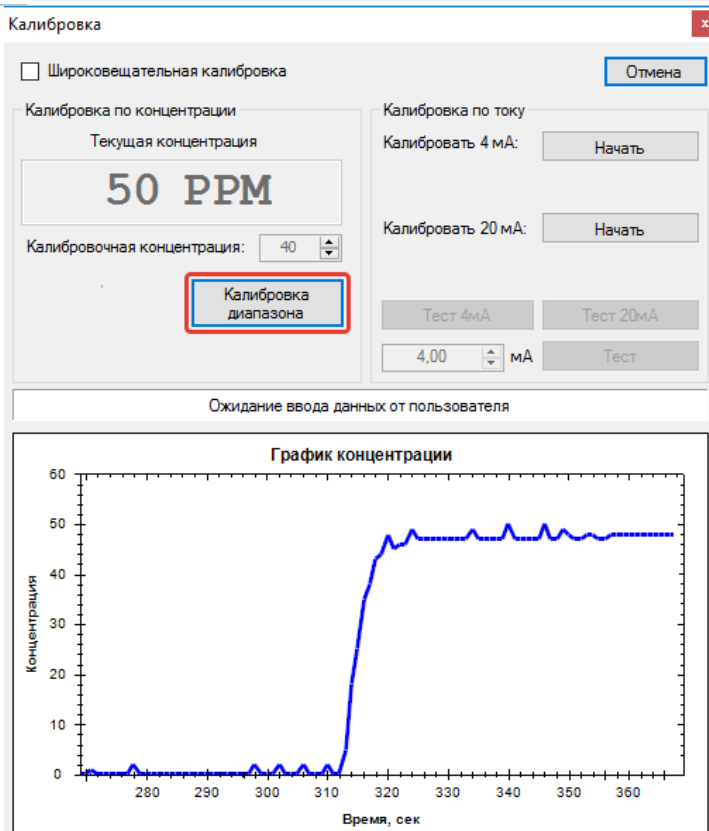 Калибровка
x
Широковещательная калибровка
Отмена
Калибровка по концентрации
Текущая концентрация
50 PPM
Калибровочная концентрация: 40
Калибровка
диапазона
Калибровка по току
Калибровать 4 мА: Начать
Калибровать 20 мА: Начать
Тест 4мА Тест 20мА
4,00 мА Тест
Ожидание ввода данных от пользователя
График концентрации
Концентрация
60
50
40
30
20
10
0
280 290 300 310 320 330 340 350 360
Время, сек